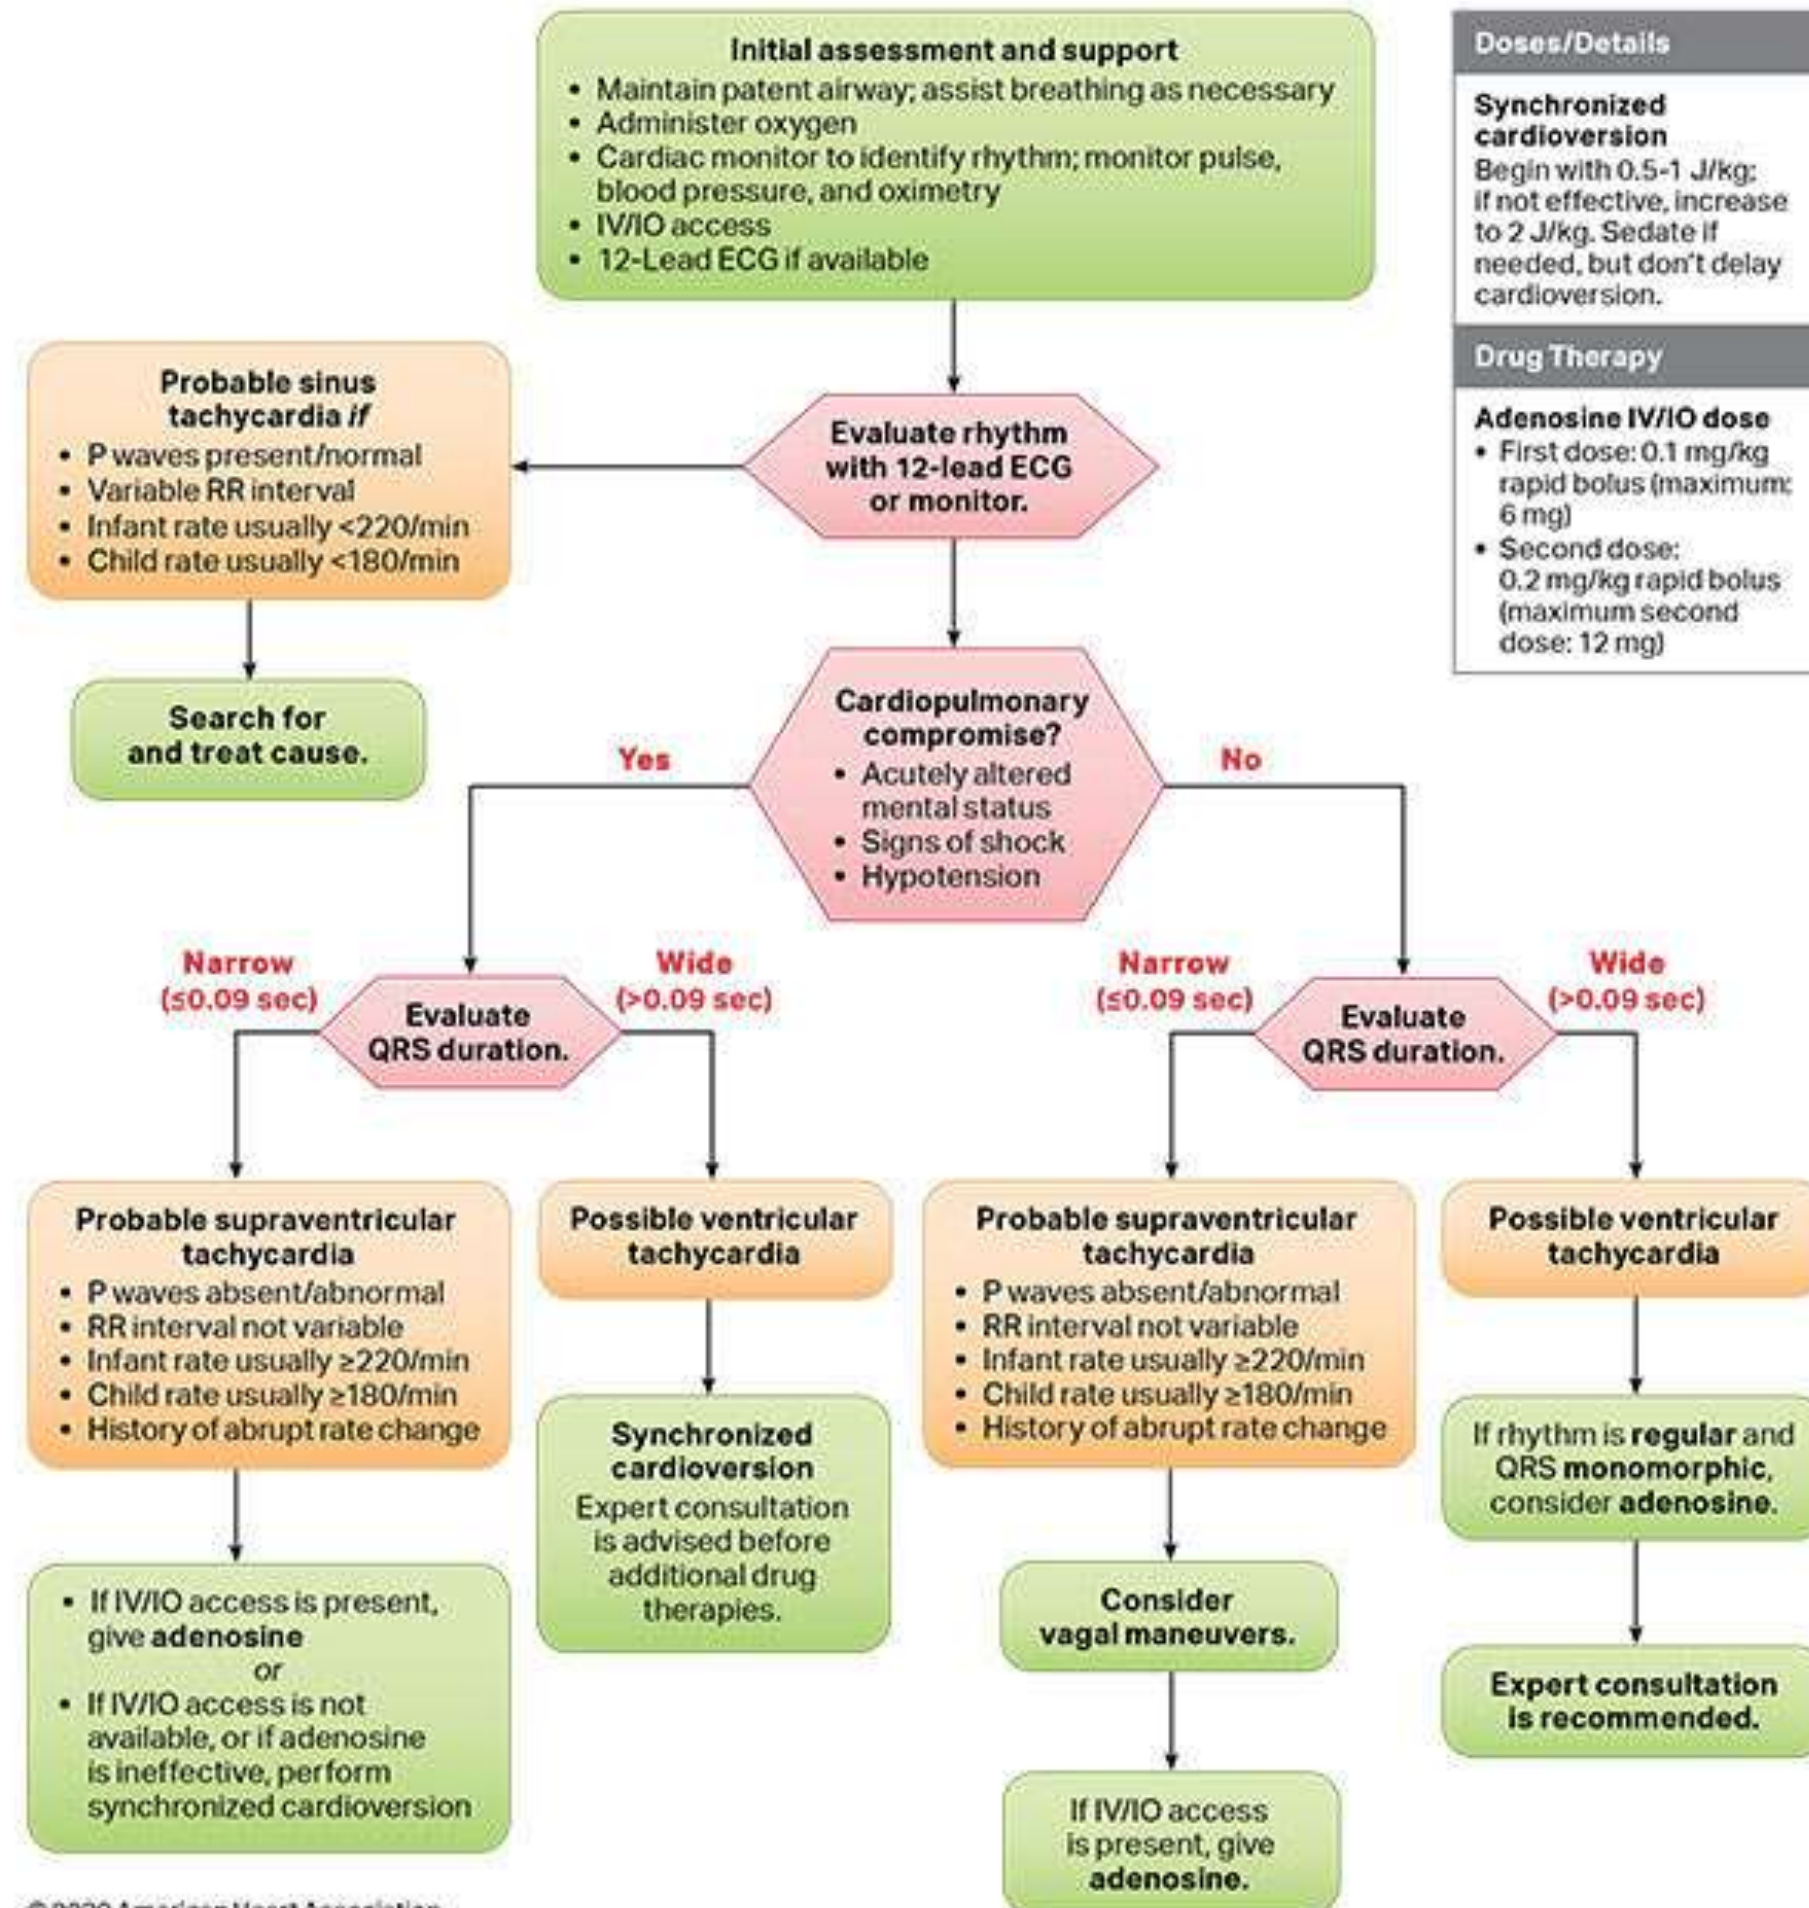 Initial assessment and support
• Maintain patent airway; assist breathing as necessary
• Administer oxygen
• Cardiac monitor to identify rhythm; monitor pulse,
blood pressure, and oximetry
• IV/IO access
• 12-Lead ECG if available
Doses/Details
Synchronized
cardioversion
Begin with 0.5-1 J/kg;
if not effective, increase
to 2 J/kg. Sedate if
needed, but don't delay
cardioversion.
Drug Therapy
Adenosine IV/IO dose
• First dose: 0.1 mg/kg
rapid bolus (maximum:
6 mg)
• Second dose:
0.2 mg/kg rapid bolus
(maximum second
dose: 12 mg)
Probable sinus
tachycardia if
• P waves present/normal
• Variable RR interval
• Infant rate usually <220/min
• Child rate usually <180/min
Evaluate rhythm
with 12-lead ECG
or monitor.
Search for
and treat cause.
Cardiopulmonary
compromise?
• Acutely altered
mental status
• Signs of shock
• Hypotension
Yes
No
Narrow
(≤0.09 sec)
Evaluate
QRS duration.
Wide
(>0.09 sec)
Narrow
(≤0.09 sec)
Evaluate
QRS duration.
Wide
(>0.09 sec)
Probable supraventricular
tachycardia
• P waves absent/abnormal
• RR interval not variable
• Infant rate usually ≥220/min
• Child rate usually ≥180/min
• History of abrupt rate change
Possible ventricular
tachycardia
Probable supraventricular
tachycardia
• P waves absent/abnormal
• RR interval not variable
• Infant rate usually ≥220/min
• Child rate usually ≥180/min
• History of abrupt rate change
Possible ventricular
tachycardia
• If IV/IO access is present,
give adenosine
or
• If IV/IO access is not
available, or if adenosine
is ineffective, perform
synchronized cardioversion
Synchronized
cardioversion
Expert consultation
is advised before
additional drug
therapies.
Consider
vagal maneuvers.
If IV/IO access
is present, give
adenosine.
If rhythm is regular and
QRS monomorphic,
consider adenosine.
Expert consultation
is recommended.
© 2020 American Heart Association